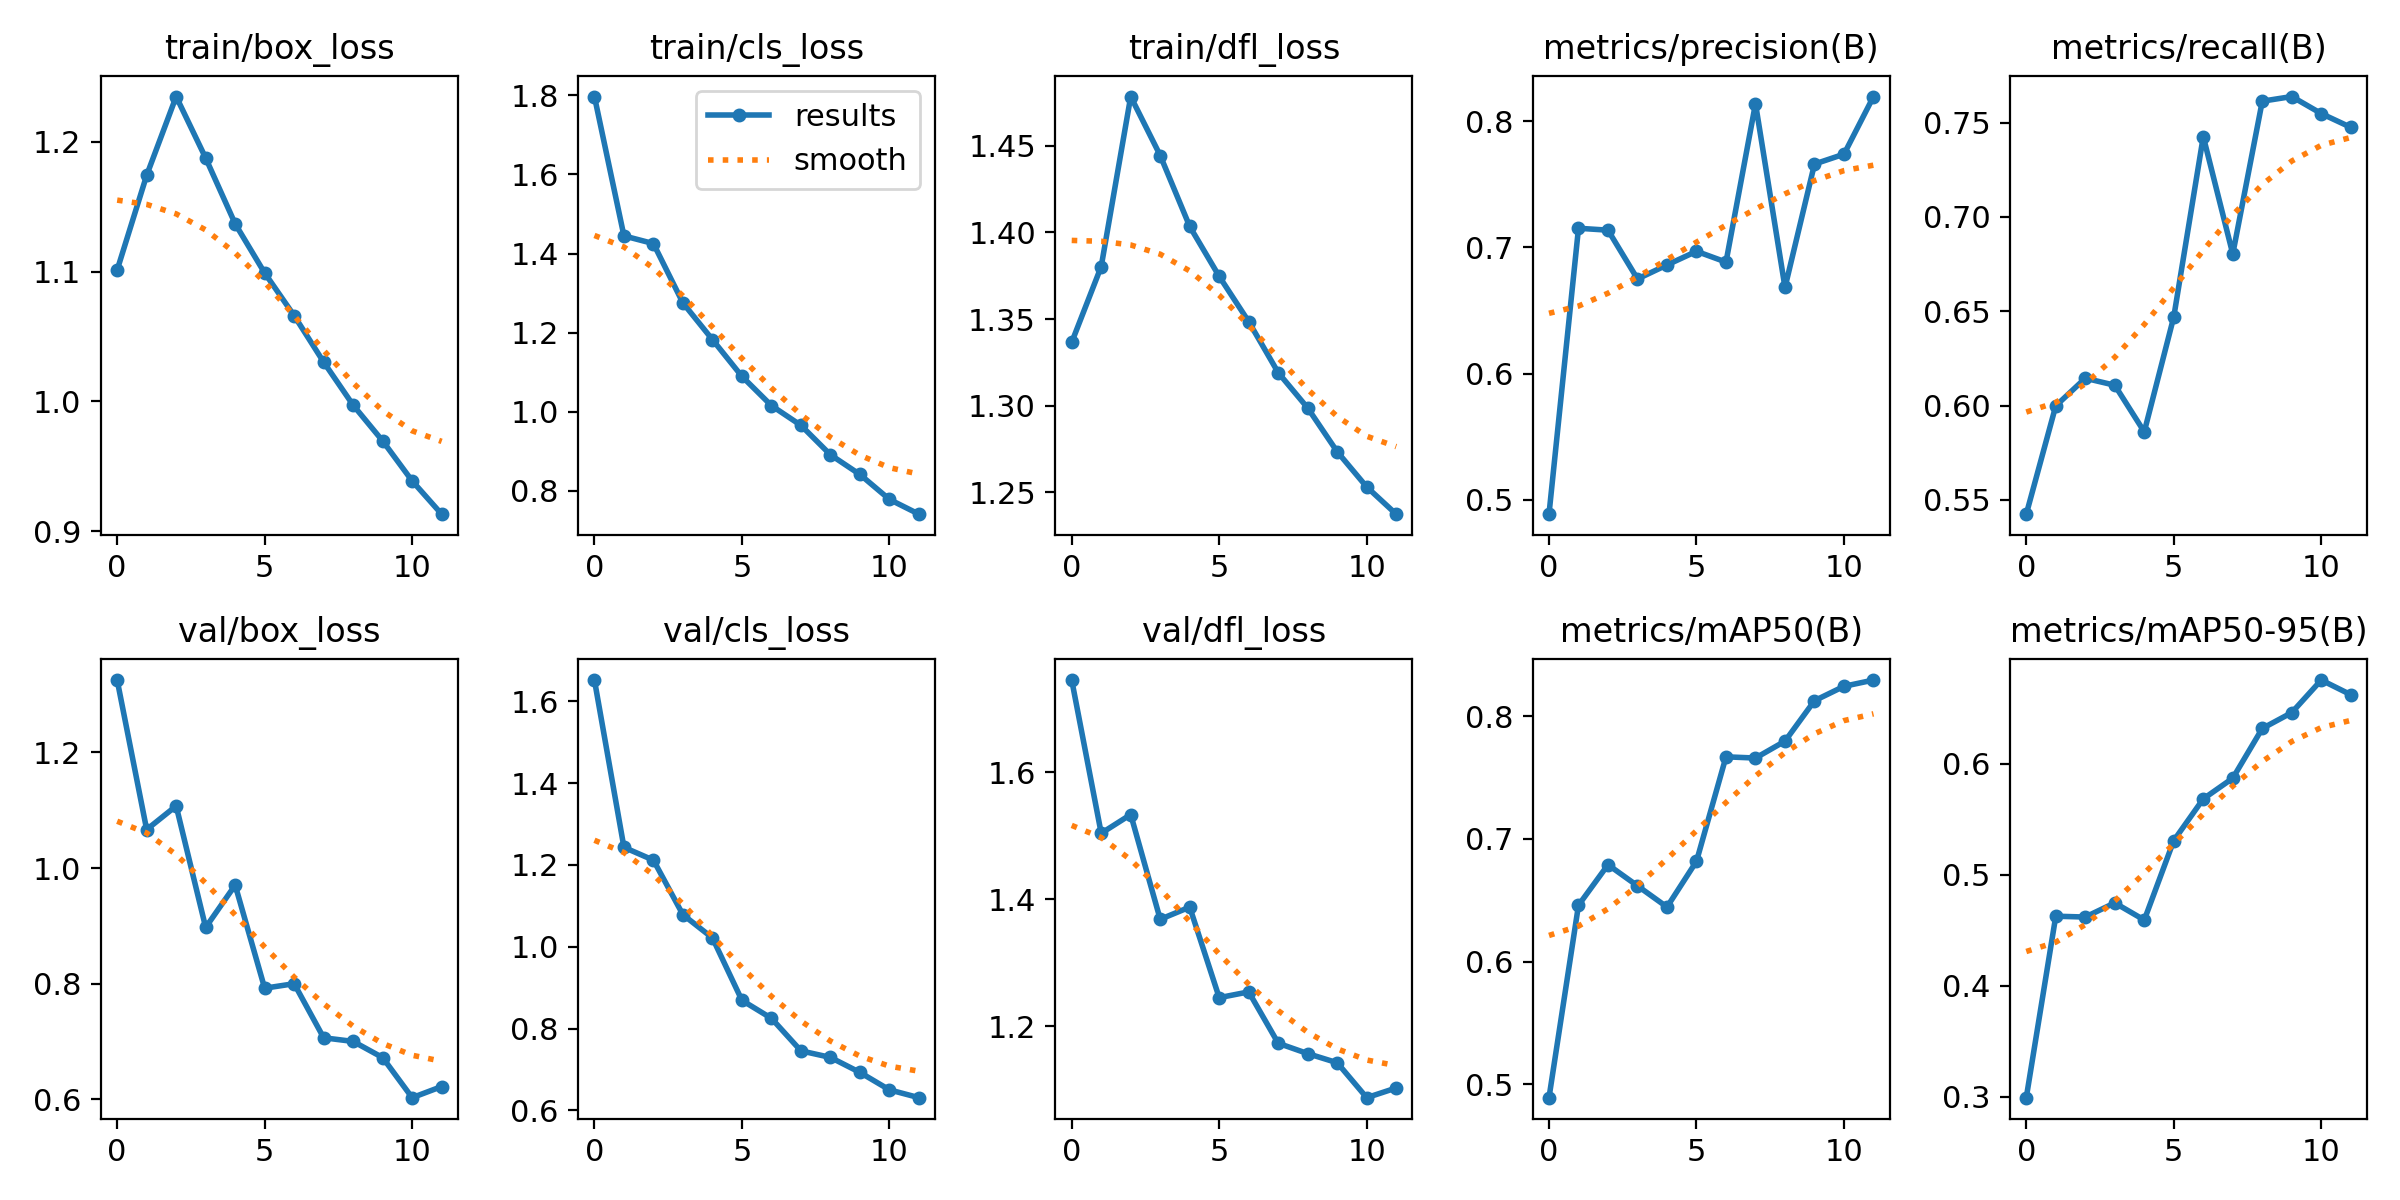 train/box_loss
1.2
1.1
1.0
0.9
0 5 10
train/cls_loss
results
smooth
1.8
1.6
1.4
1.2
1.0
0.8
0 5 10
train/dfl_loss
1.45
1.40
1.35
1.30
1.25
0 5 10
metrics/precision(B)
0.8
0.7
0.6
0.5
0 5 10
metrics/recall(B)
0.75
0.70
0.65
0.60
0.55
0 5 10
val/box_loss
1.2
1.0
0.8
0.6
0 5 10
val/cls_loss
1.6
1.4
1.2
1.0
0.8
0.6
0 5 10
val/dfl_loss
1.6
1.4
1.2
0 5 10
metrics/mAP50(B)
0.8
0.7
0.6
0.5
0 5 10
metrics/mAP50-95(B)
0.6
0.5
0.4
0.3
0 5 10